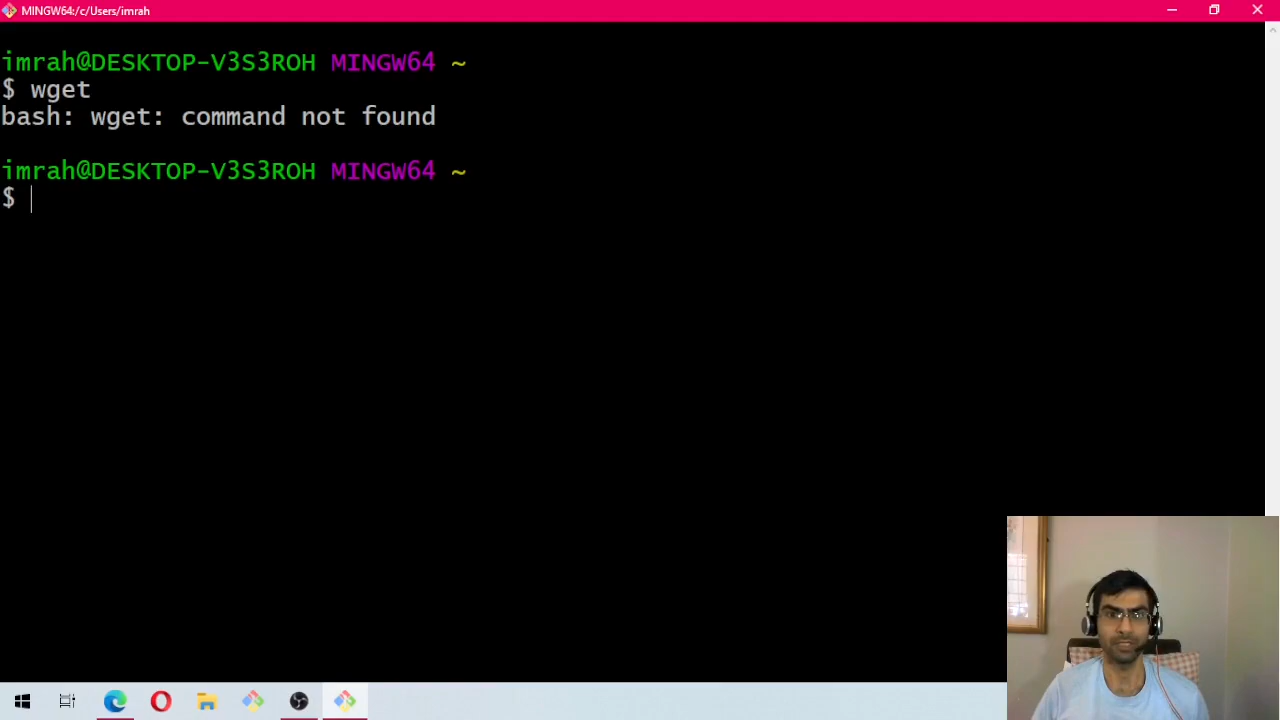 MINGW64:/c/Users/imrah
imrah@DESKTOP-V3S3ROH MINGW64 ~
$ wget
bash: wget: command not found
imrah@DESKTOP-V3S3ROH MINGW64 ~
$